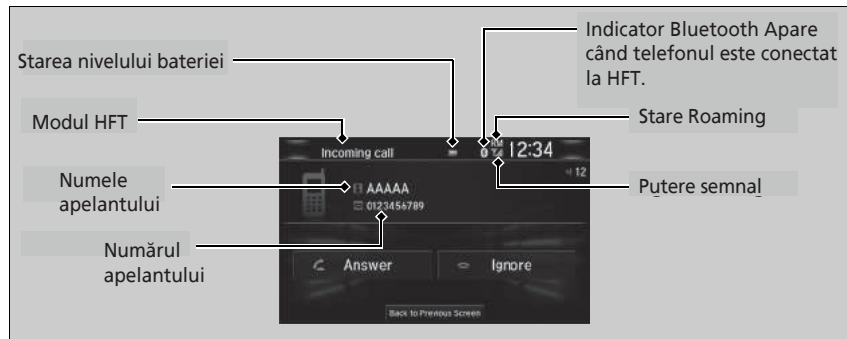 Indicator Bluetooth Apare
când telefonul este conectat
la HFT.
Starea nivelului bateriei
Stare Roaming
Modul HFT
Incoming call
RM
12:34
12
Numele
apelantului
AAAAA
0123456789
Putere semnal
Numărul
apelantului
Answer
Ignore
Back to Previous Screen